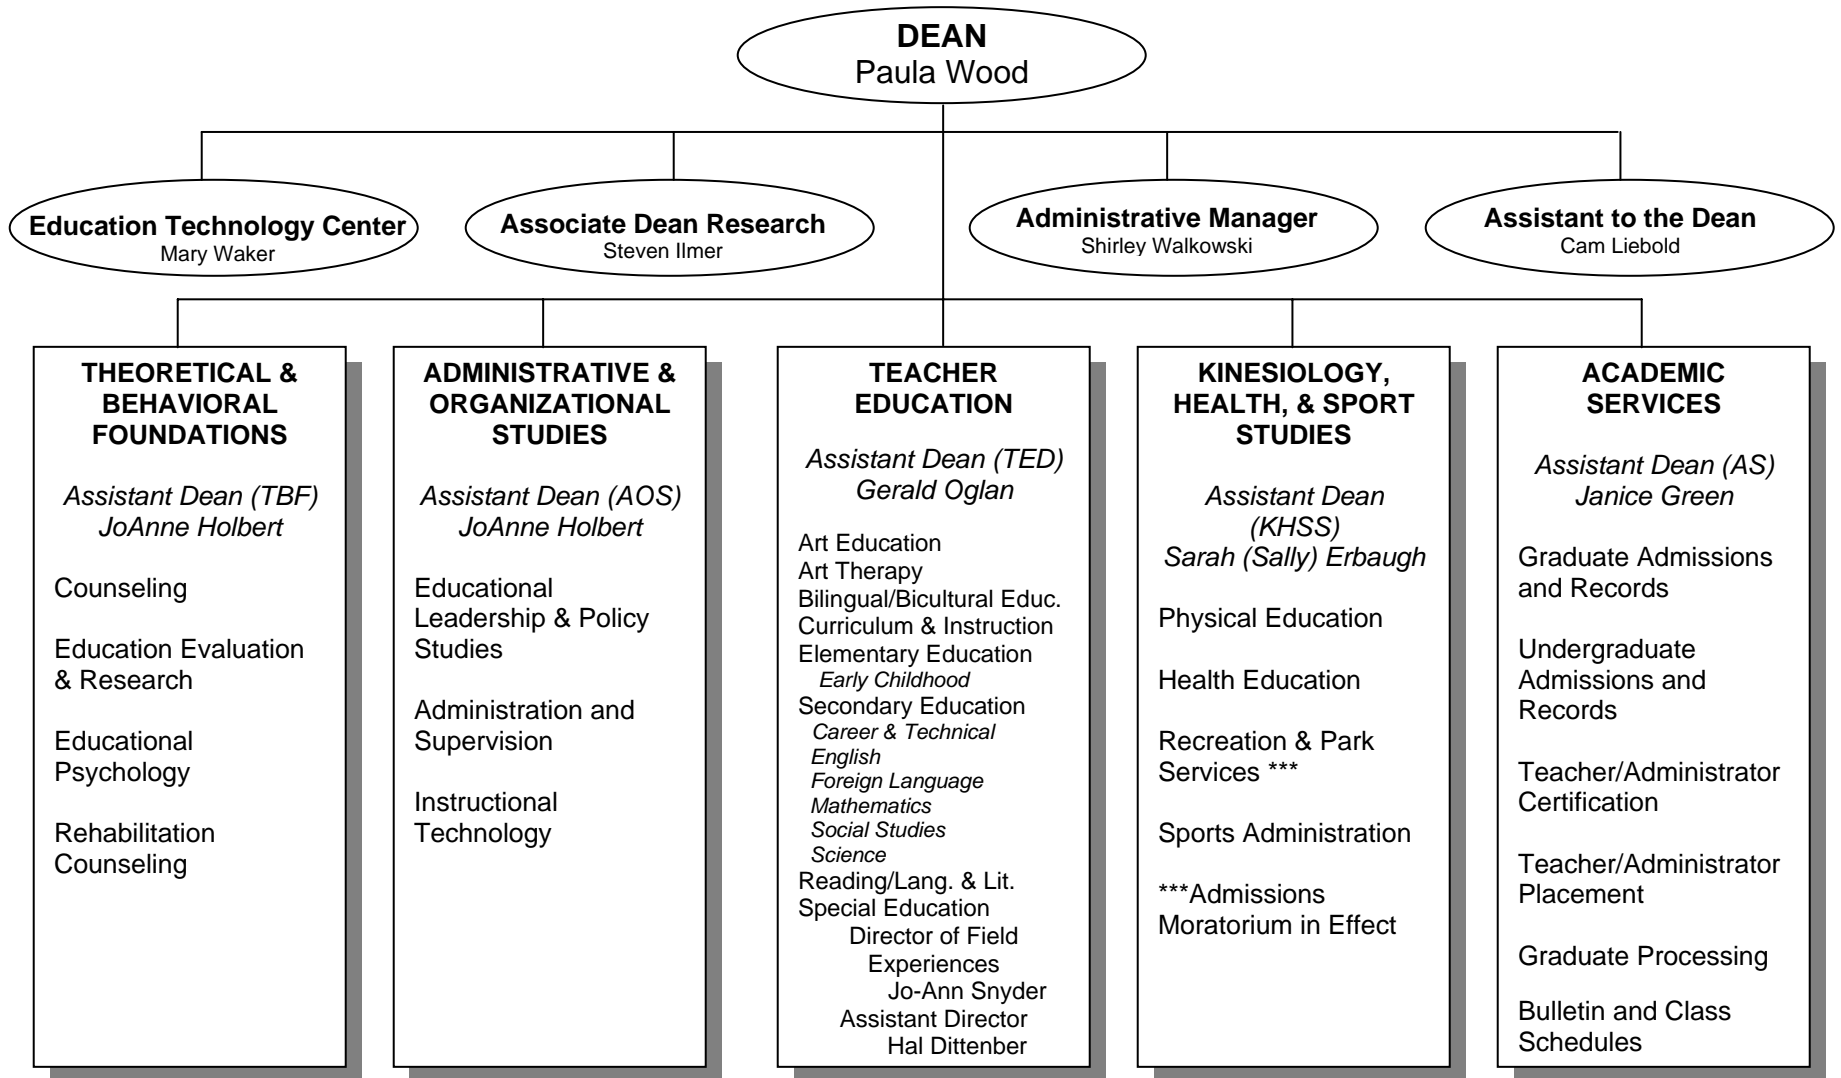 DEAN
Paula Wood
Education Technology Center
Mary Waker
Associate Dean Research
Steven Ilmer
Administrative Manager
Shirley Walkowski
Assistant to the Dean
Cam Liebold
THEORETICAL &
BEHAVIORAL
FOUNDATIONS
Assistant Dean (TBF)
JoAnne Holbert
Counseling
Education Evaluation
& Research
Educational
Psychology
Rehabilitation
Counseling
ADMINISTRATIVE &
ORGANIZATIONAL
STUDIES
Assistant Dean (AOS)
JoAnne Holbert
Educational
Leadership & Policy
Studies
Administration and
Supervision
Instructional
Technology
TEACHER
EDUCATION
Assistant Dean (TED)
Gerald Oglan
Art Education
Art Therapy
Bilingual/Bicultural Educ.
Curriculum & Instruction
Elementary Education
Early Childhood
Secondary Education
Career & Technical
English
Foreign Language
Mathematics
Social Studies
Science
Reading/Lang. & Lit.
Special Education
Director of Field
Experiences
Jo-Ann Snyder
Assistant Director
Hal Dittenber
KINESIOLOGY,
HEALTH, & SPORT
STUDIES
Assistant Dean
(KHSS)
Sarah (Sally) Erbaugh
Physical Education
Health Education
Recreation & Park
Services ***
Sports Administration
***Admissions
Moratorium in Effect
ACADEMIC
SERVICES
Assistant Dean (AS)
Janice Green
Graduate Admissions
and Records
Undergraduate
Admissions and
Records
Teacher/Administrator
Certification
Teacher/Administrator
Placement
Graduate Processing
Bulletin and Class
Schedules